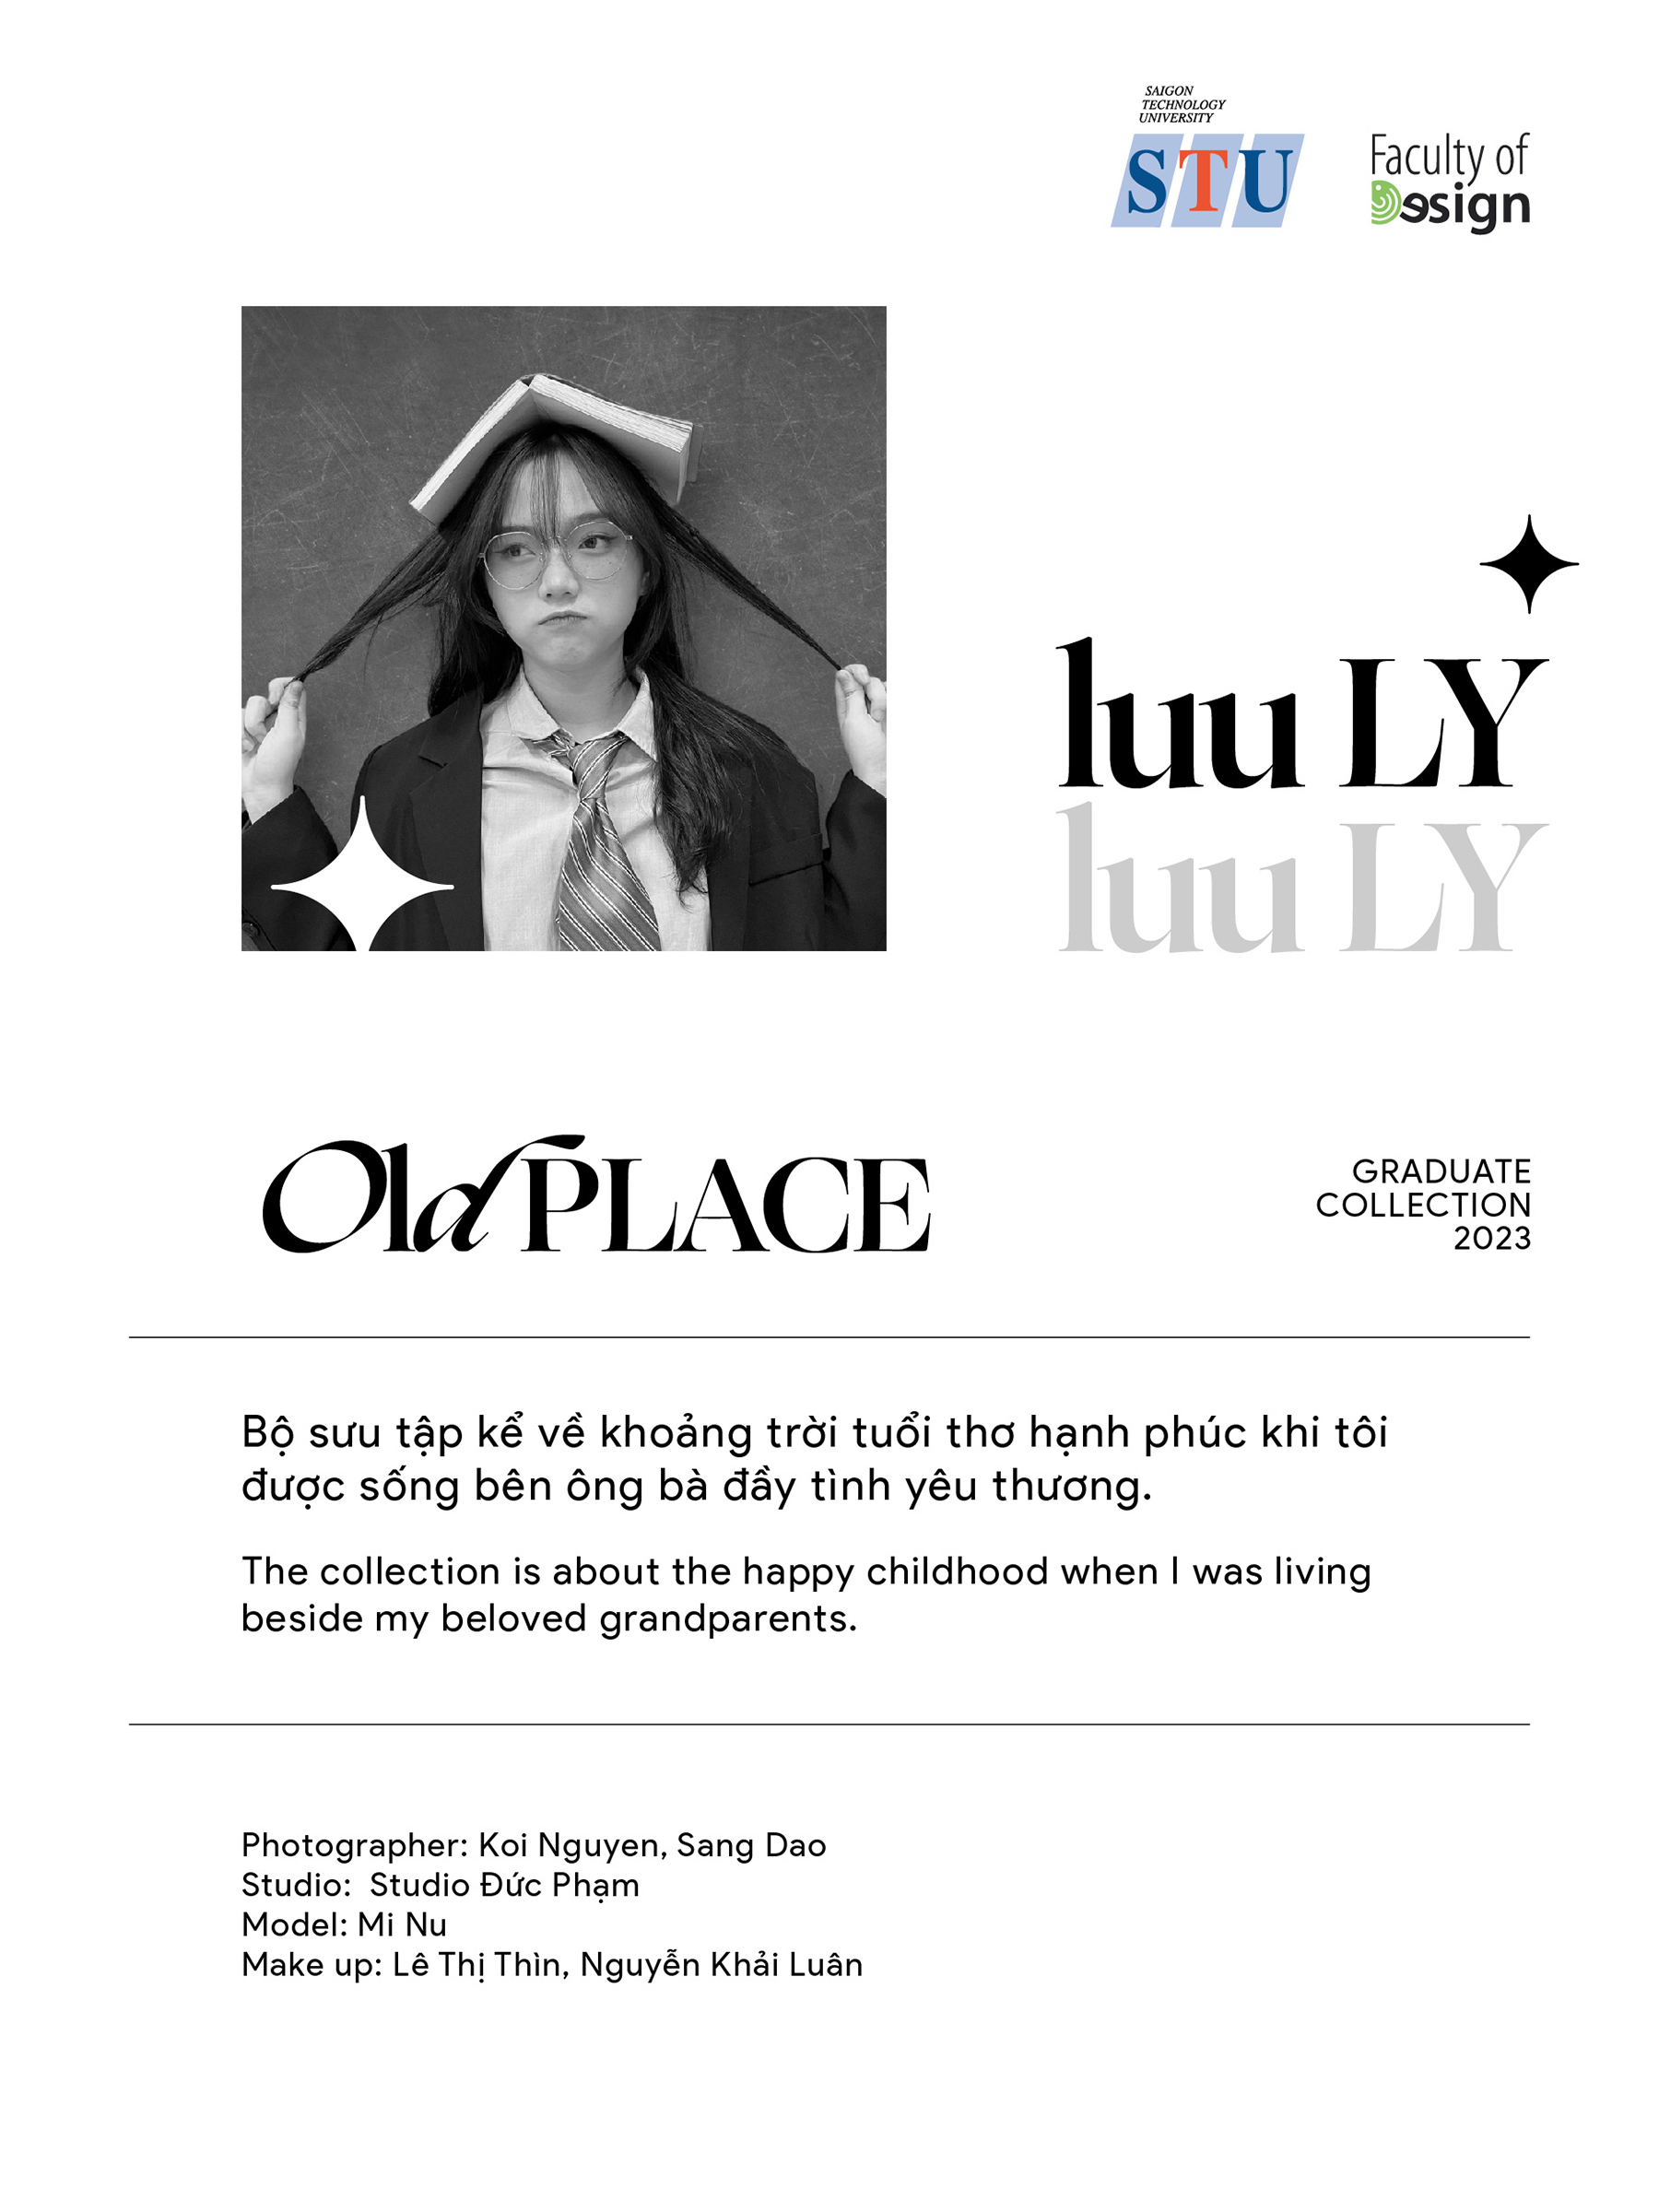 SAIGON
TECHNOLOGY
UNIVERSITY
STU
Faculty of
Design
luu LY
luu LY
Old PLACE
GRADUATE
COLLECTION
2023
Bộ sưu tập kể về khoảng trời tuổi thơ hạnh phúc khi tôi
được sống bên ông bà đầy tình yêu thương.
The collection is about the happy childhood when I was living
beside my beloved grandparents.
Photographer: Koi Nguyen, Sang Dao
Studio: Studio Đức Phạm
Model: Mi Nu
Make up: Lê Thị Thìn, Nguyễn Khải Luân